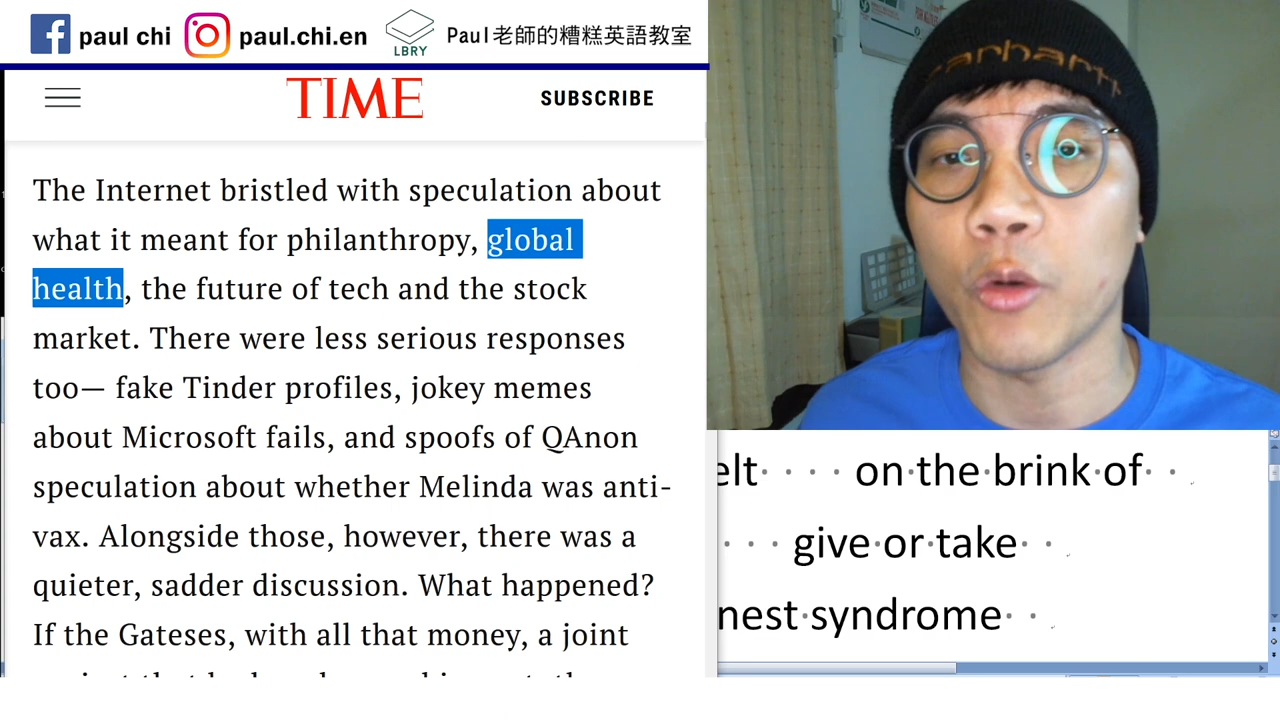 paul chi
paul.chi.en
LBRY
Paul老師的糟糕英語教室
TIME
SUBSCRIBE
The Internet bristled with speculation about
what it meant for philanthropy, global
health, the future of tech and the stock
market. There were less serious responses
too— fake Tinder profiles, jokey memes
about Microsoft fails, and spoofs of QAnon
speculation about whether Melinda was anti-
vax. Alongside those, however, there was a
quieter, sadder discussion. What happened?
If the Gateses, with all that money, a joint
carhartt
elt on the brink of
give or take
nest syndrome